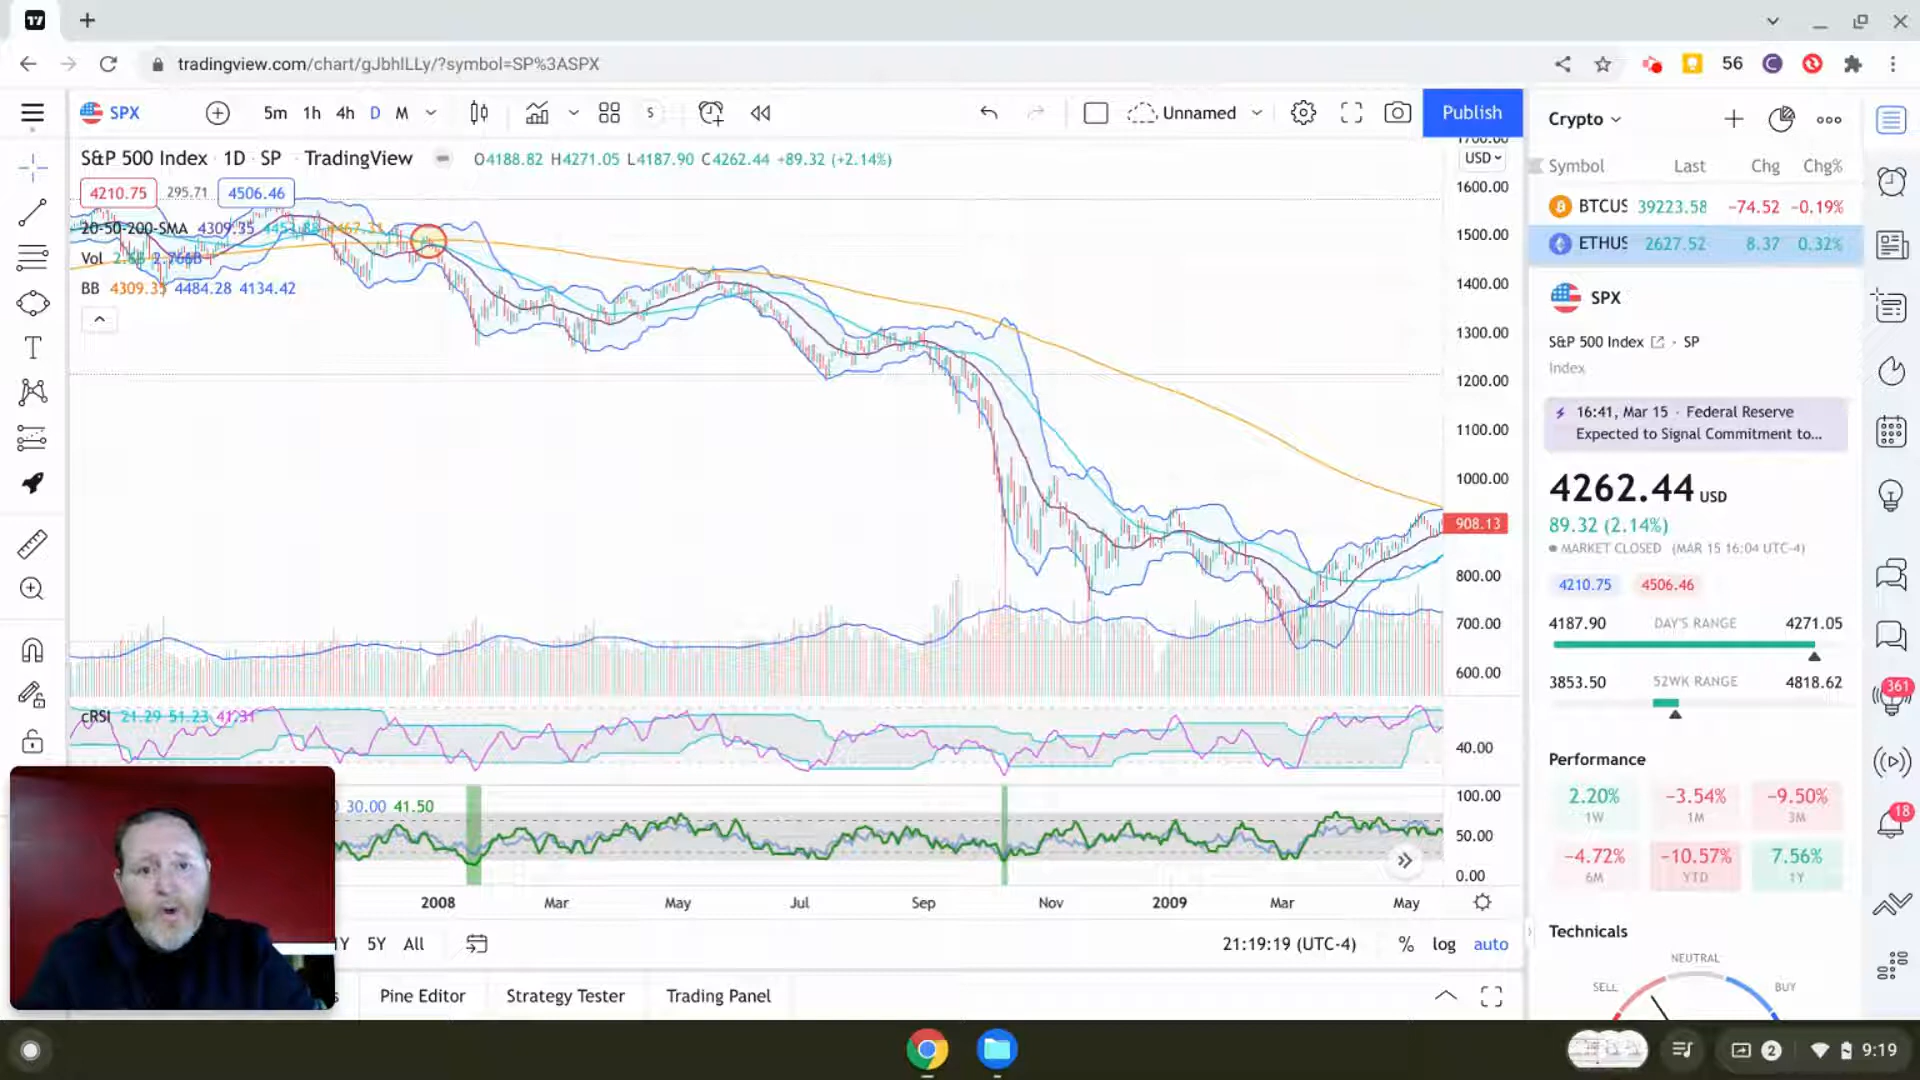 tradingview.com/chart/gJbhlLLy/?symbol=SP%3ASPX
56
SPX
5m 1h 4h D M
S
Unnamed
Publish
S&P 500 Index · 1D · SP · TradingView
O4188.82 H4271.05 L4187.90 C4262.44 +89.32 (+2.14%)
4210.75 295.71 4506.46
20-50-200-SMA 4309.35
Vol
BB 4309.35 4484.28 4134.42
USD
1600.00
1500.00
1400.00
1300.00
1200.00
1100.00
1000.00
908.13
800.00
700.00
600.00
cRSI 21.29 51.23 41.31
40.00
30.00 41.50
100.00
50.00
0.00
2008 Mar May Jul Sep Nov 2009 Mar May
5Y All
21:19:19 (UTC-4) % log auto
Pine Editor Strategy Tester Trading Panel
Crypto
Symbol Last Chg Chg%
BTCUS 39223.58 −74.52 −0.19%
ETHUS 2627.52 8.37 0.32%
SPX
S&P 500 Index · SP
Index
16:41, Mar 15 · Federal Reserve
Expected to Signal Commitment to...
4262.44 USD
89.32 (2.14%)
MARKET CLOSED (MAR 15 16:04 UTC-4)
4210.75 4506.46
4187.90 DAY'S RANGE 4271.05
3853.50 52WK RANGE 4818.62
Performance
2.20% −3.54% −9.50%
1W 1M 3M
−4.72% −10.57% 7.56%
6M YTD 1Y
Technicals
NEUTRAL
SELL BUY
361
18
2 9:19